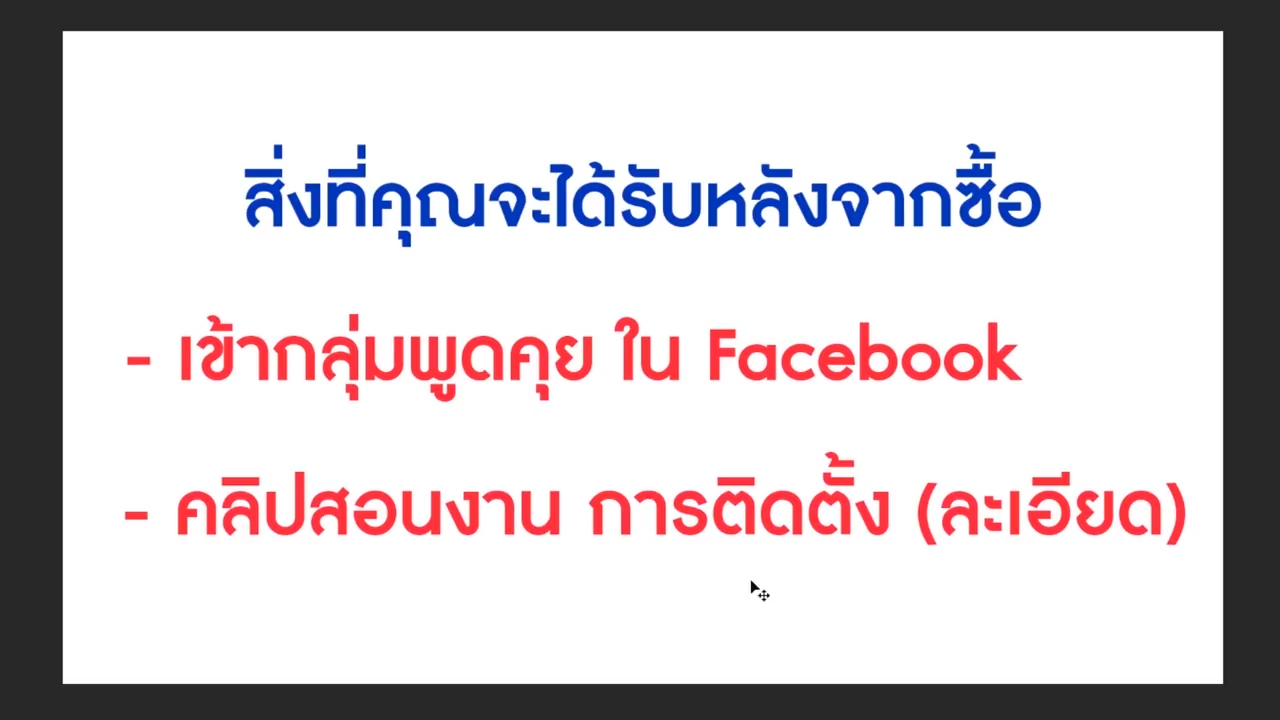 สิ่งที่คุณจะได้รับหลังจากซื้อ
- เข้ากลุ่มพูดคุย ใน Facebook
- คลิปสอนงาน การติดตั้ง (ละเอียด)